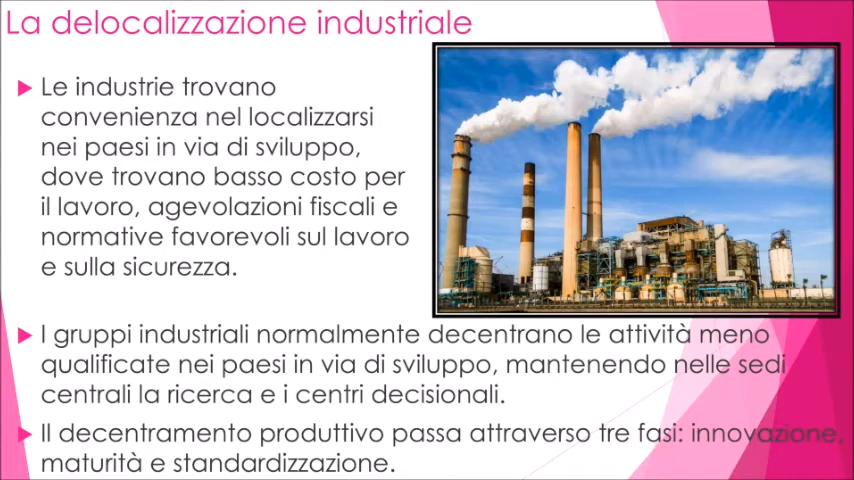 La delocalizzazione industriale
Le industrie trovano
convenienza nel localizzarsi
nei paesi in via di sviluppo,
dove trovano basso costo per
il lavoro, agevolazioni fiscali e
normative favorevoli sul lavoro
e sulla sicurezza.
I gruppi industriali normalmente decentrano le attività meno
qualificate nei paesi in via di sviluppo, mantenendo nelle sedi
centrali la ricerca e i centri decisionali.
Il decentramento produttivo passa attraverso tre fasi: innovazione,
maturità e standardizzazione.